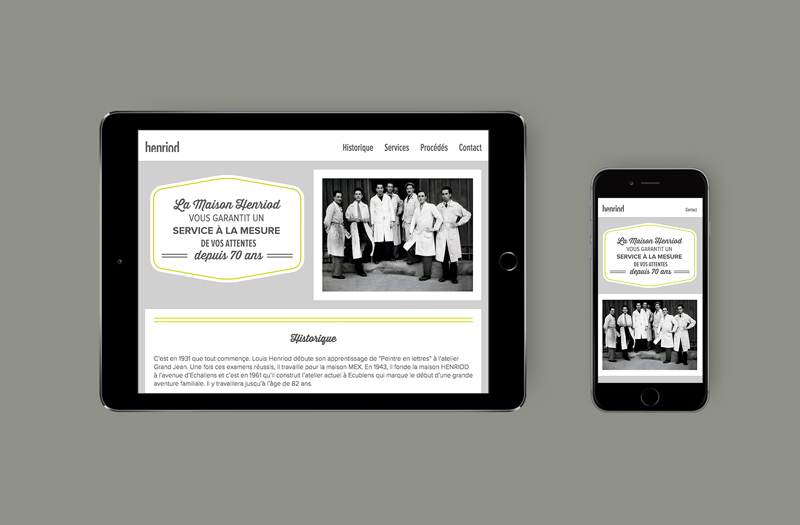 henriod
Historique Services Procédés Contact
La Maison Henriod
VOUS GARANTIT UN
SERVICE À LA MESURE
DE VOS ATTENTES
depuis 70 ans
Historique
C'est en 1931 que tout commence. Louis Henriod débute son apprentissage de "Peintre en lettres" à l'atelier
Grand Jean. Une fois ces examens réussis, il travaille pour la maison MEX. En 1943, il fonde la maison HENRIOD
à l'avenue d'Echallens et c'est en 1961 qu'il construit l'atelier actuel à Ecublens qui marque le début d'une grande
aventure familiale. Il y travaillera jusqu'à l'âge de 82 ans.
henriod
Contact
La Maison Henriod
VOUS GARANTIT UN
SERVICE À LA MESURE
DE VOS ATTENTES
depuis 70 ans